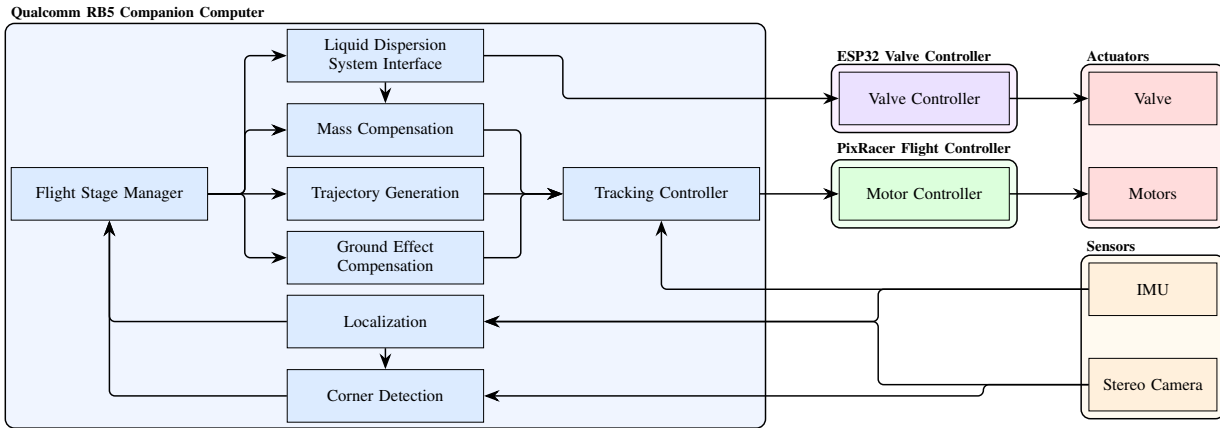 Qualcomm RB5 Companion Computer
Liquid Dispersion
System Interface
Mass Compensation
Flight Stage Manager
Trajectory Generation
Tracking Controller
Ground Effect
Compensation
Localization
Corner Detection
ESP32 Valve Controller
Valve Controller
PixRacer Flight Controller
Motor Controller
Actuators
Valve
Motors
Sensors
IMU
Stereo Camera